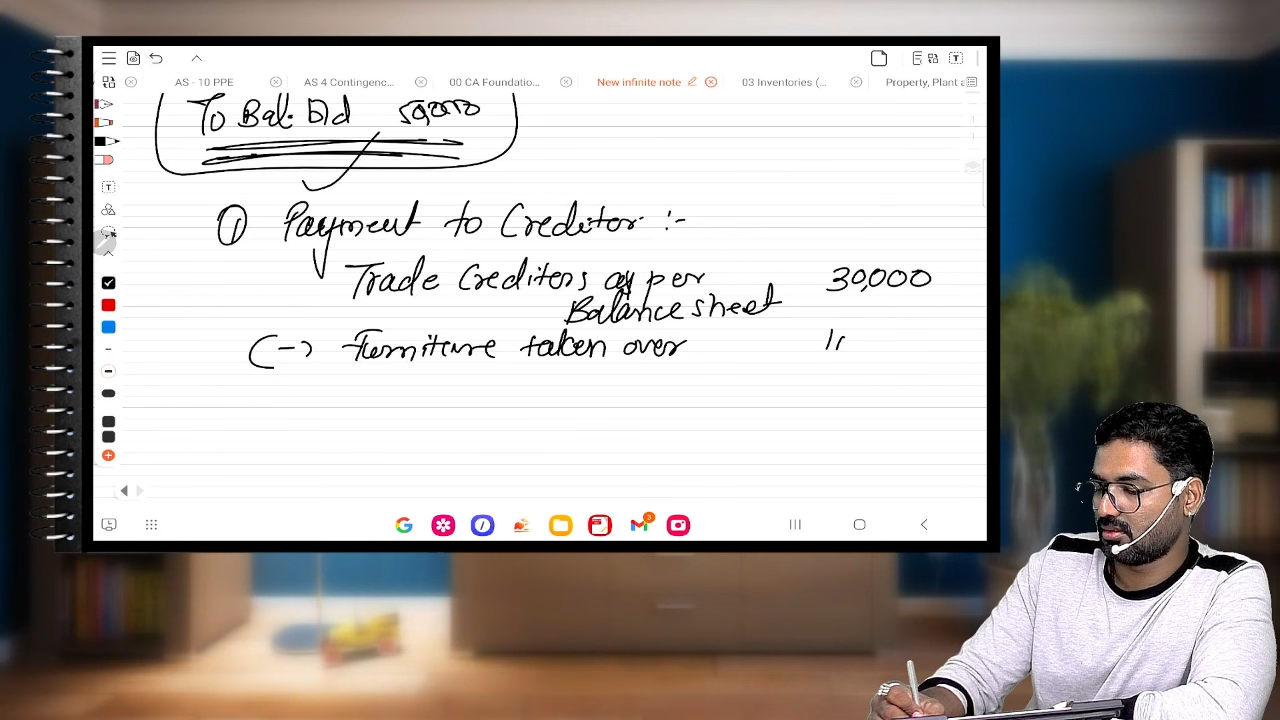 AS - 10 PPE
AS 4 Contingenc...
00 CA Foundatio...
New infinite note
03 Inventories (...
Property, Plant a
To Bal. b/d
① Payment to Creditor :-
Trade Creditors as per 30,000
Balance sheet
(-) Furniture taken over
3